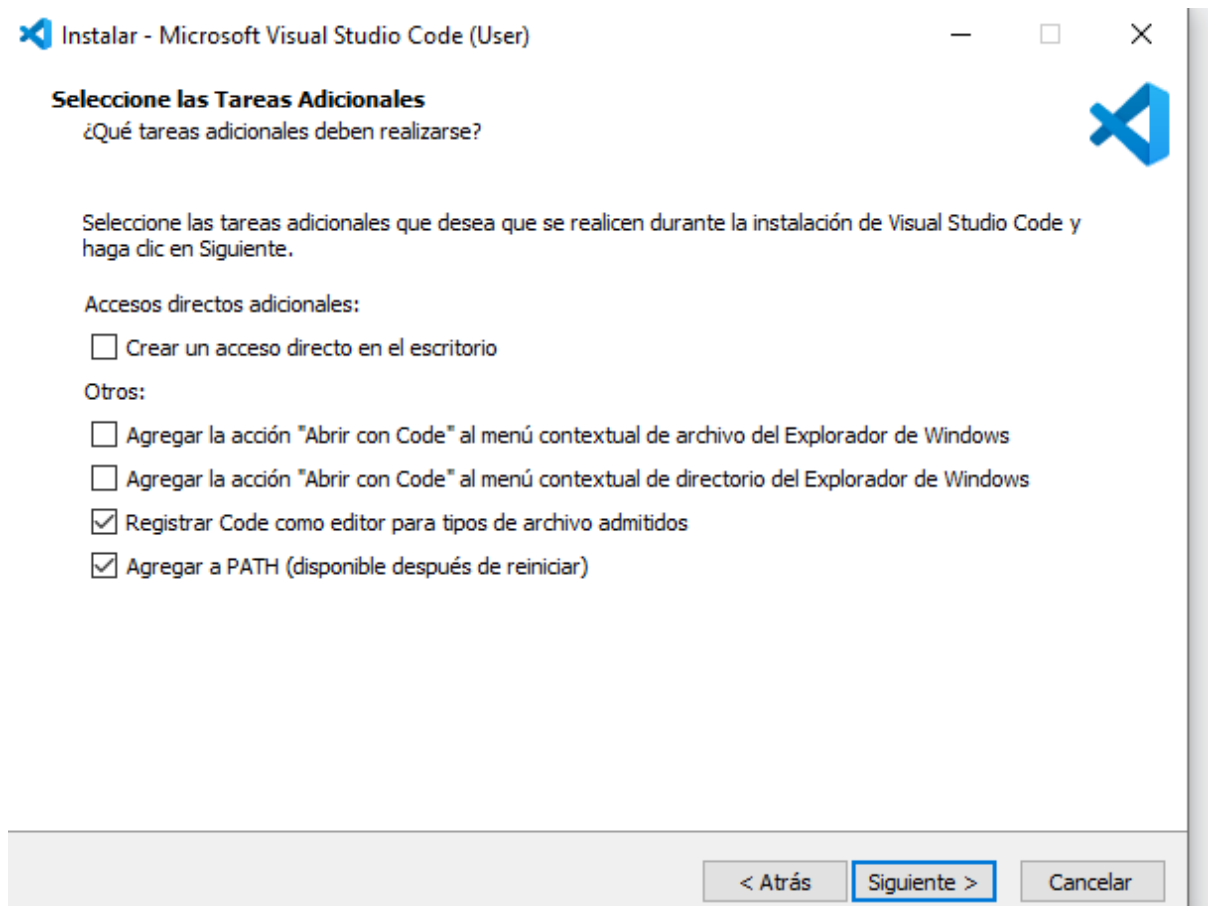 Instalar - Microsoft Visual Studio Code (User)
Seleccione las Tareas Adicionales
¿Qué tareas adicionales deben realizarse?
Seleccione las tareas adicionales que desea que se realicen durante la instalación de Visual Studio Code y
haga clic en Siguiente.
Accesos directos adicionales:
Crear un acceso directo en el escritorio
Otros:
Agregar la acción "Abrir con Code" al menú contextual de archivo del Explorador de Windows
Agregar la acción "Abrir con Code" al menú contextual de directorio del Explorador de Windows
Registrar Code como editor para tipos de archivo admitidos
Agregar a PATH (disponible después de reiniciar)
< Atrás Siguiente > Cancelar